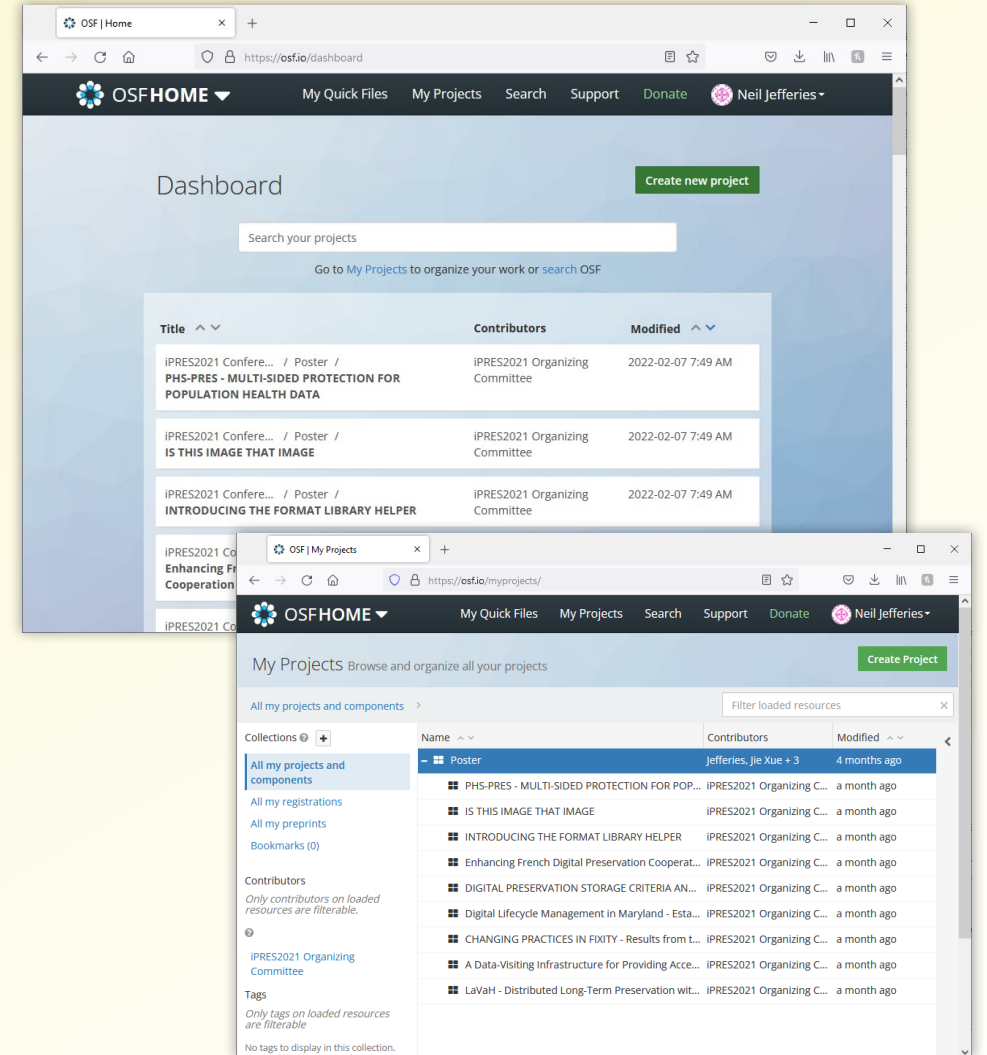 OSF | Home
https://osf.io/dashboard
OSFHOME My Quick Files My Projects Search Support Donate Neil Jefferies
Dashboard
Create new project
Search your projects
Go to My Projects to organize your work or search OSF
Title Contributors Modified
iPRES2021 Confere... / Poster / iPRES2021 Organizing 2022-02-07 7:49 AM
PHS-PRES - MULTI-SIDED PROTECTION FOR Committee
POPULATION HEALTH DATA
iPRES2021 Confere... / Poster / iPRES2021 Organizing 2022-02-07 7:49 AM
IS THIS IMAGE THAT IMAGE Committee
iPRES2021 Confere... / Poster / iPRES2021 Organizing 2022-02-07 7:49 AM
INTRODUCING THE FORMAT LIBRARY HELPER Committee
iPRES2021 Co
Enhancing Fr
Cooperation
iPRES2021 Co
OSF | My Projects
https://osf.io/myprojects/
OSFHOME My Quick Files My Projects Search Support Donate Neil Jefferies
My Projects Browse and organize all your projects
Create Project
All my projects and components
Filter loaded resources
Collections
All my projects and
components
All my registrations
All my preprints
Bookmarks (0)
Contributors
Only contributors on loaded
resources are filterable.
iPRES2021 Organizing
Committee
Tags
Only tags on loaded resources
are filterable
No tags to display in this collection.
Name Contributors Modified
Poster Jefferies, Jie Xue + 3 4 months ago
PHS-PRES - MULTI-SIDED PROTECTION FOR POP... iPRES2021 Organizing C... a month ago
IS THIS IMAGE THAT IMAGE iPRES2021 Organizing C... a month ago
INTRODUCING THE FORMAT LIBRARY HELPER iPRES2021 Organizing C... a month ago
Enhancing French Digital Preservation Cooperat... iPRES2021 Organizing C... a month ago
DIGITAL PRESERVATION STORAGE CRITERIA AN... iPRES2021 Organizing C... a month ago
Digital Lifecycle Management in Maryland - Esta... iPRES2021 Organizing C... a month ago
CHANGING PRACTICES IN FIXITY - Results from t... iPRES2021 Organizing C... a month ago
A Data-Visiting Infrastructure for Providing Acce... iPRES2021 Organizing C... a month ago
LaVaH - Distributed Long-Term Preservation wit... iPRES2021 Organizing C... a month ago